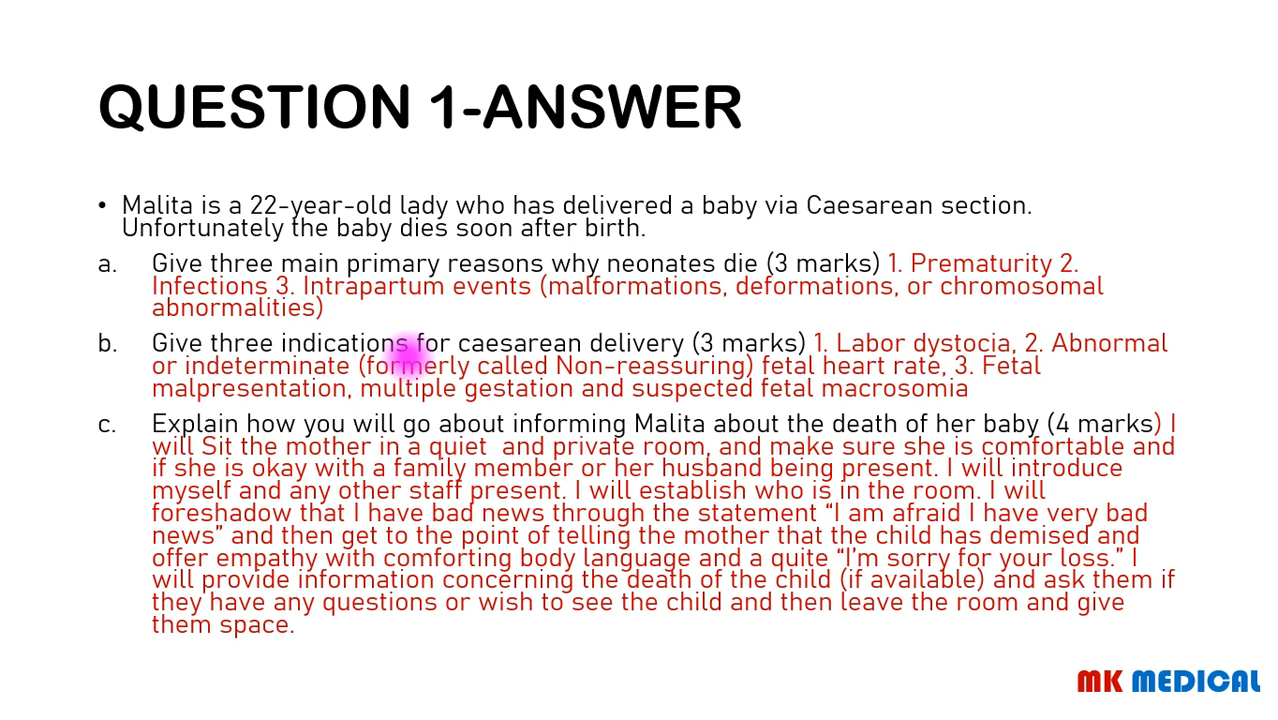 QUESTION 1-ANSWER
• Malita is a 22-year-old lady who has delivered a baby via Caesarean section.
Unfortunately the baby dies soon after birth.
a. Give three main primary reasons why neonates die (3 marks) 1. Prematurity 2.
Infections 3. Intrapartum events (malformations, deformations, or chromosomal
abnormalities)
b. Give three indications for caesarean delivery (3 marks) 1. Labor dystocia, 2. Abnormal
or indeterminate (formerly called Non-reassuring) fetal heart rate, 3. Fetal
malpresentation, multiple gestation and suspected fetal macrosomia
c. Explain how you will go about informing Malita about the death of her baby (4 marks) I
will Sit the mother in a quiet and private room, and make sure she is comfortable and
if she is okay with a family member or her husband being present. I will introduce
myself and any other staff present. I will establish who is in the room. I will
foreshadow that I have bad news through the statement “I am afraid I have very bad
news” and then get to the point of telling the mother that the child has demised and
offer empathy with comforting body language and a quite “I’m sorry for your loss.” I
will provide information concerning the death of the child (if available) and ask them if
they have any questions or wish to see the child and then leave the room and give
them space.
MK MEDICAL